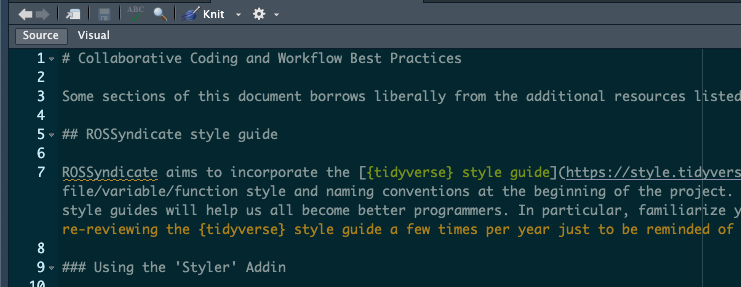 ABC
Knit
Source Visual
1 # Collaborative Coding and Workflow Best Practices
2
3 Some sections of this document borrows liberally from the additional resources listed
4
5 ## ROSSyndicate style guide
6
7 ROSSyndicate aims to incorporate the [{tidyverse} style guide](https://style.tidyvers
file/variable/function style and naming conventions at the beginning of the project.
style guides will help us all become better programmers. In particular, familiarize y
re-reviewing the {tidyverse} style guide a few times per year just to be reminded of
8
9 ### Using the 'Styler' Addin
10